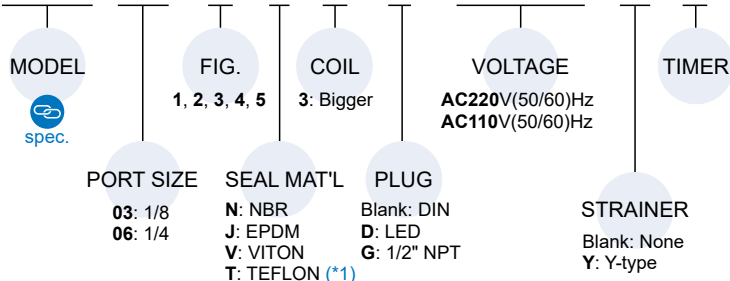 MODEL
FIG.
COIL
VOLTAGE
TIMER
1, 2, 3, 4, 5
3: Bigger
AC220V(50/60)Hz
AC110V(50/60)Hz
spec.
PORT SIZE
SEAL MAT'L
PLUG
STRAINER
03: 1/8
06: 1/4
N: NBR
J: EPDM
V: VITON
T: TEFLON (*1)
Blank: DIN
D: LED
G: 1/2" NPT
Blank: None
Y: Y-type